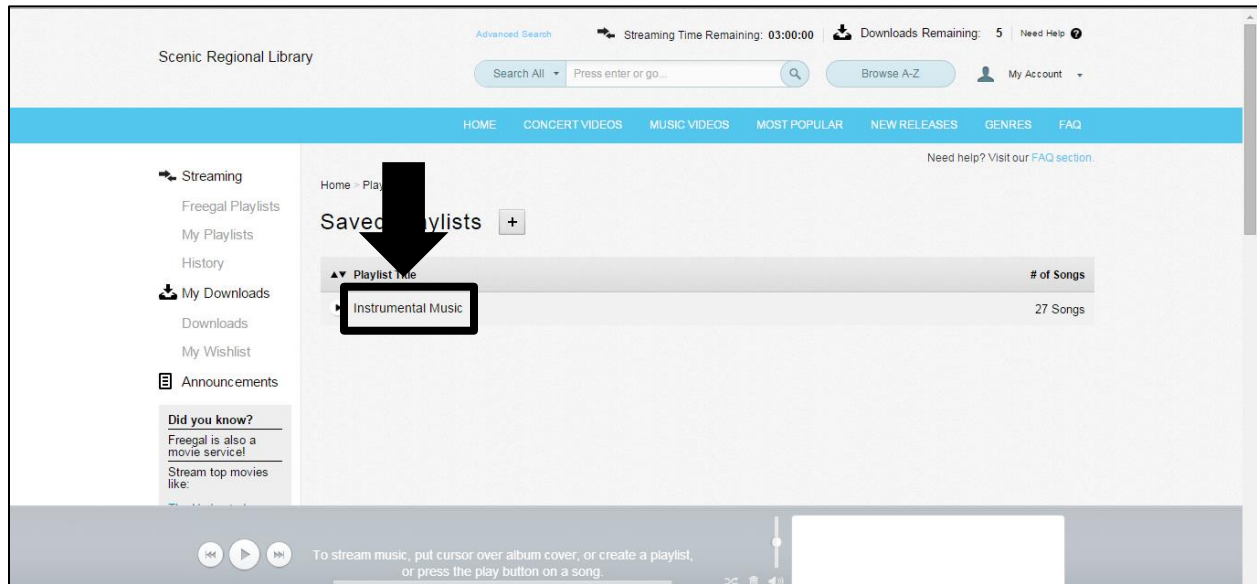 Scenic Regional Library
Advanced Search
Streaming Time Remaining: 03:00:00
Downloads Remaining: 5
Need Help ?
Search All
Press enter or go...
Browse A-Z
My Account
HOME CONCERT VIDEOS MUSIC VIDEOS MOST POPULAR NEW RELEASES GENRES FAQ
Need help? Visit our FAQ section.
Streaming
Freegal Playlists
My Playlists
History
My Downloads
Downloads
My Wishlist
Announcements
Did you know?
Freegal is also a
movie service!
Stream top movies
like:
Home >
Playlist Title # of Songs
Instrumental Music 27 Songs
To stream music, put cursor over album cover, or create a playlist,
or press the play button on a song.